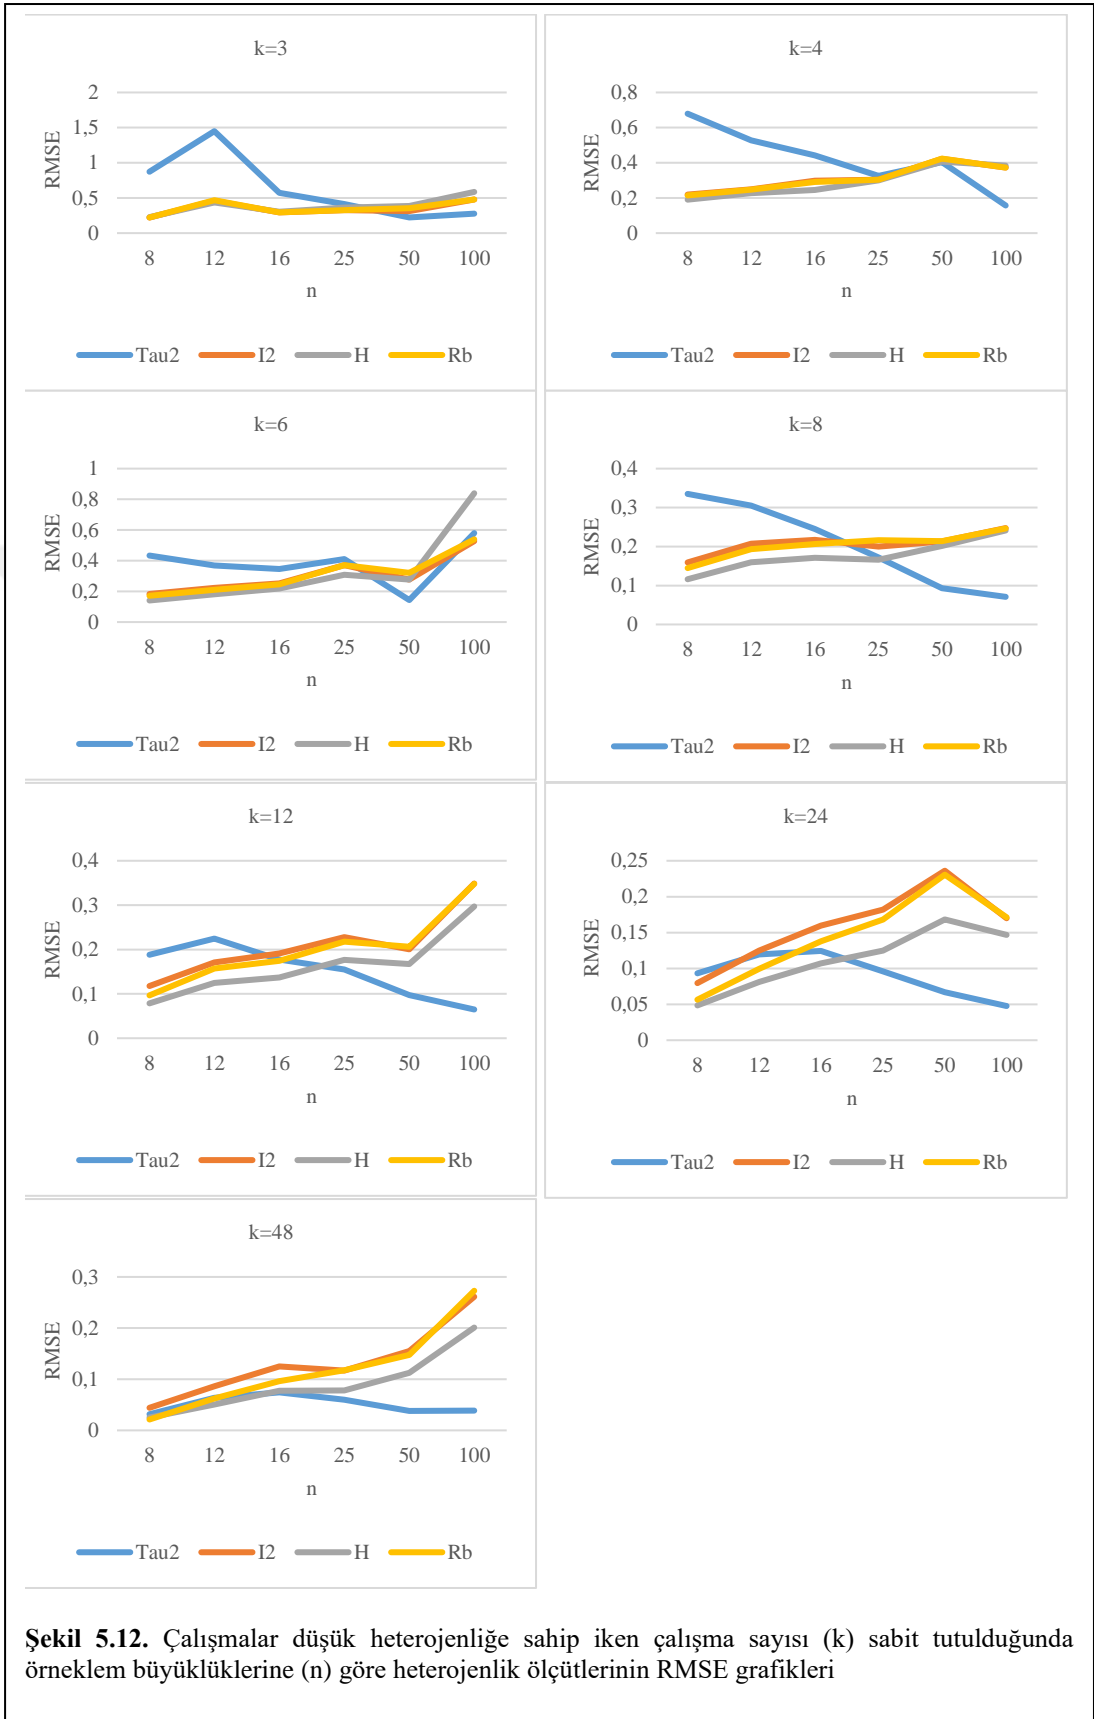 k=3
2
1,5
1
0,5
0
RMSE
8 12 16 25 50 100
n
Tau2 I2 H Rb
k=4
0,8
0,6
0,4
0,2
0
RMSE
8 12 16 25 50 100
n
Tau2 I2 H Rb
k=6
1
0,8
0,6
0,4
0,2
0
RMSE
8 12 16 25 50 100
n
Tau2 I2 H Rb
k=8
0,4
0,3
0,2
0,1
0
RMSE
8 12 16 25 50 100
n
Tau2 I2 H Rb
k=12
0,4
0,3
0,2
0,1
0
RMSE
8 12 16 25 50 100
n
Tau2 I2 H Rb
k=24
0,25
0,2
0,15
0,1
0,05
0
RMSE
8 12 16 25 50 100
n
Tau2 I2 H Rb
k=48
0,3
0,2
0,1
0
RMSE
8 12 16 25 50 100
n
Tau2 I2 H Rb
Şekil 5.12. Çalışmalar düşük heterojenliğe sahip iken çalışma sayısı (k) sabit tutulduğunda
örneklem büyüklüklerine (n) göre heterojenlik ölçütlerinin RMSE grafikleri